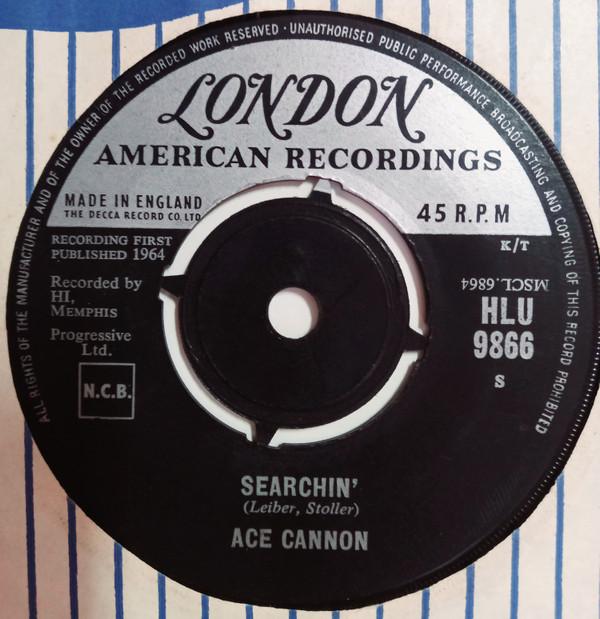 ALL RIGHTS OF THE MANUFACTURER AND OF THE OWNER OF THE RECORDED WORK RESERVED · UNAUTHORISED PUBLIC PERFORMANCE BROADCASTING AND COPYING OF THIS RECORD PROHIBITED
LONDON
AMERICAN RECORDINGS
MADE IN ENGLAND
THE DECCA RECORD CO. LTD
45 R.P.M
RECORDING FIRST
PUBLISHED 1964
K/T
Recorded by
HI,
MEMPHIS
MSCL.6864
HLU
9866
Progressive
Ltd.
N.C.B.
S
SEARCHIN'
(Leiber, Stoller)
ACE CANNON